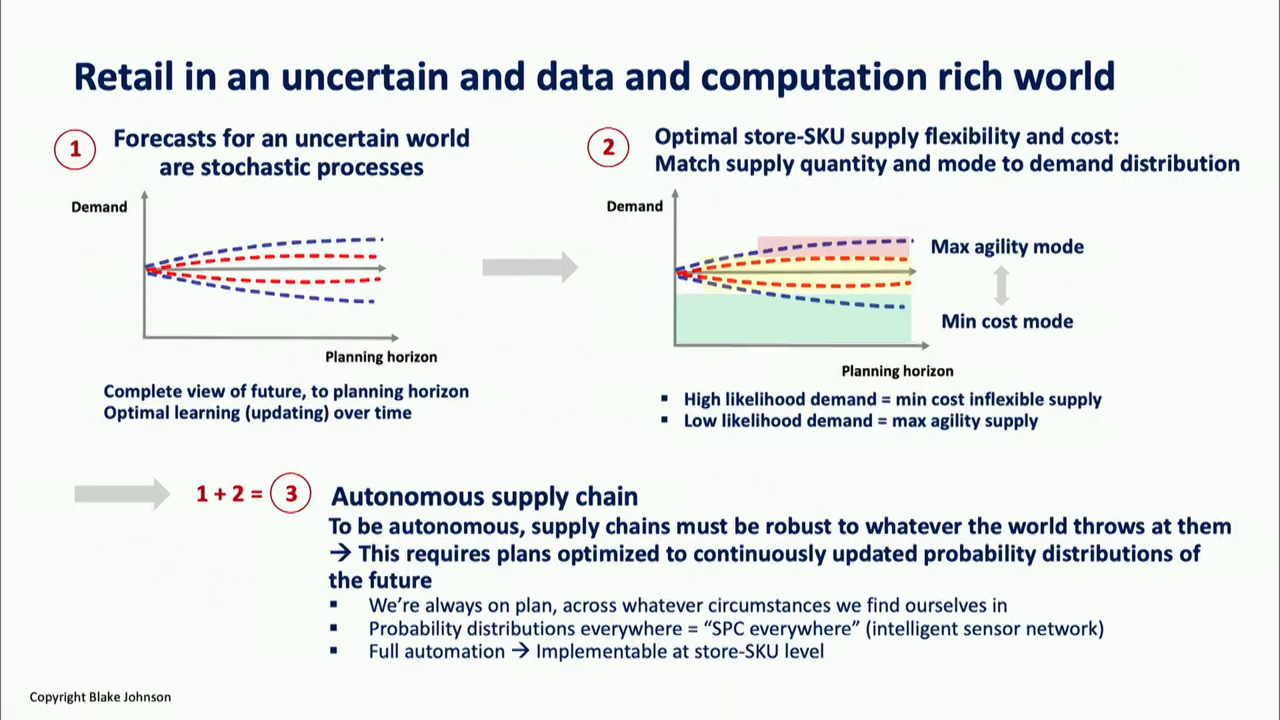 Retail in an uncertain and data and computation rich world
1
Forecasts for an uncertain world
are stochastic processes
Demand
Planning horizon
Complete view of future, to planning horizon
Optimal learning (updating) over time
2
Optimal store-SKU supply flexibility and cost:
Match supply quantity and mode to demand distribution
Demand
Max agility mode
Min cost mode
Planning horizon
▪ High likelihood demand = min cost inflexible supply
▪ Low likelihood demand = max agility supply
1 + 2 = 3
Autonomous supply chain
To be autonomous, supply chains must be robust to whatever the world throws at them
→ This requires plans optimized to continuously updated probability distributions of
the future
▪ We’re always on plan, across whatever circumstances we find ourselves in
▪ Probability distributions everywhere = “SPC everywhere” (intelligent sensor network)
▪ Full automation → Implementable at store-SKU level
Copyright Blake Johnson